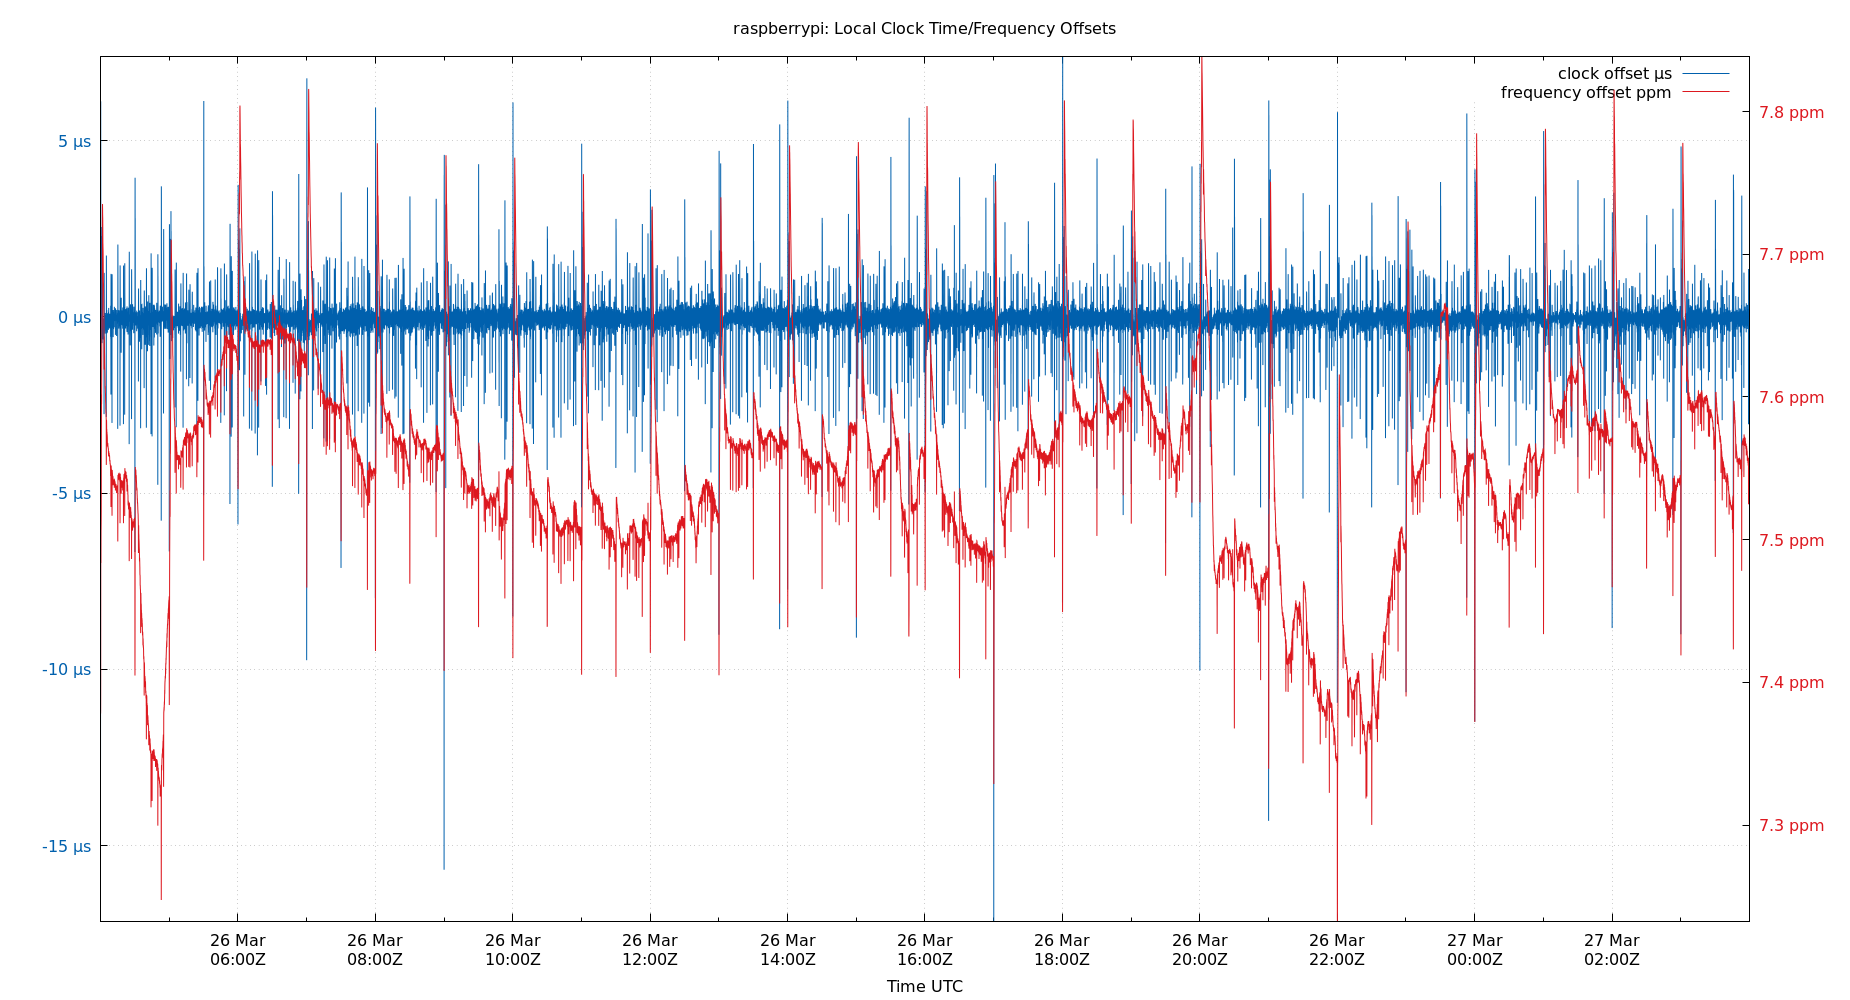 raspberrypi: Local Clock Time/Frequency Offsets
clock offset µs
frequency offset ppm
5 µs
0 µs
-5 µs
-10 µs
-15 µs
7.8 ppm
7.7 ppm
7.6 ppm
7.5 ppm
7.4 ppm
7.3 ppm
26 Mar 26 Mar 26 Mar 26 Mar 26 Mar 26 Mar 26 Mar 26 Mar 26 Mar 27 Mar 27 Mar
06:00Z 08:00Z 10:00Z 12:00Z 14:00Z 16:00Z 18:00Z 20:00Z 22:00Z 00:00Z 02:00Z
Time UTC